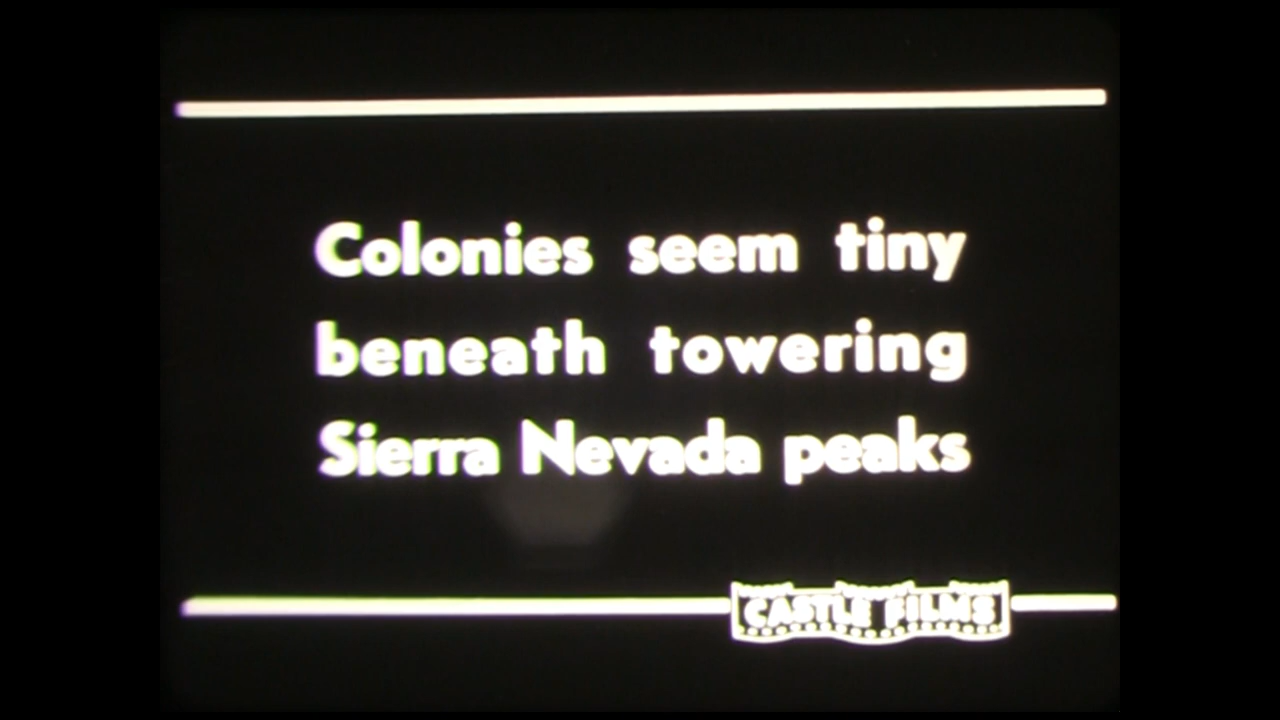 Colonies seem tiny
beneath towering
Sierra Nevada peaks
CASTLE FILMS